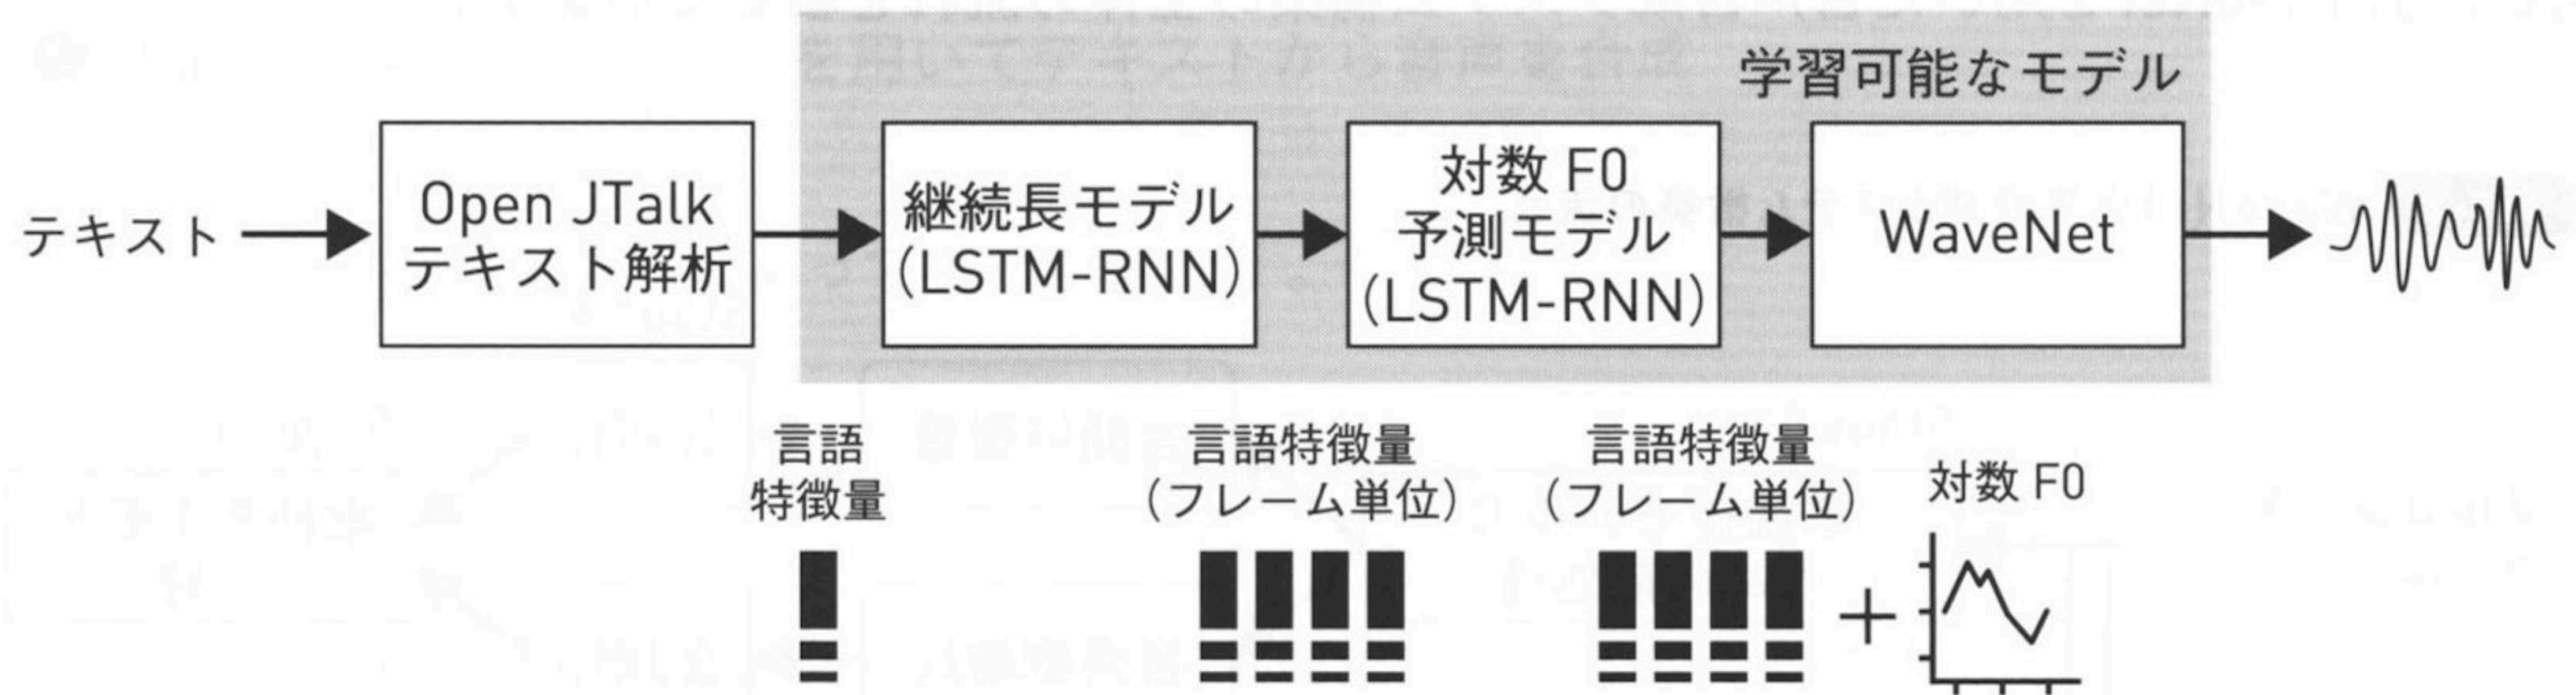 学習可能なモデル
テキスト
Open JTalk
テキスト解析
継続長モデル
(LSTM-RNN)
対数 F0
予測モデル
(LSTM-RNN)
WaveNet
言語
特徴量
言語特徴量
(フレーム単位)
言語特徴量
(フレーム単位)
対数 F0